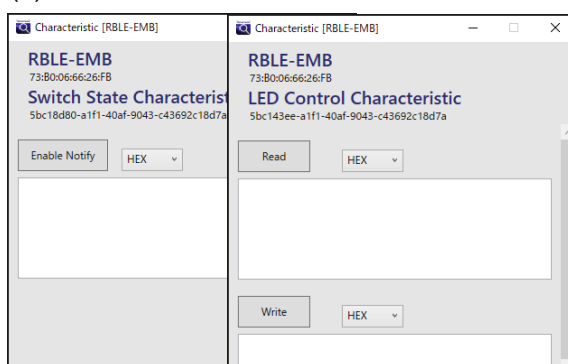 Characteristic [RBLE-EMB]
RBLE-EMB
73:B0:06:66:26:FB
Switch State Characterist
5bc18d80-a1f1-40af-9043-c43692c18d7a
Enable Notify
HEX
Characteristic [RBLE-EMB]
RBLE-EMB
73:B0:06:66:26:FB
LED Control Characteristic
5bc143ee-a1f1-40af-9043-c43692c18d7a
Read
HEX
Write
HEX